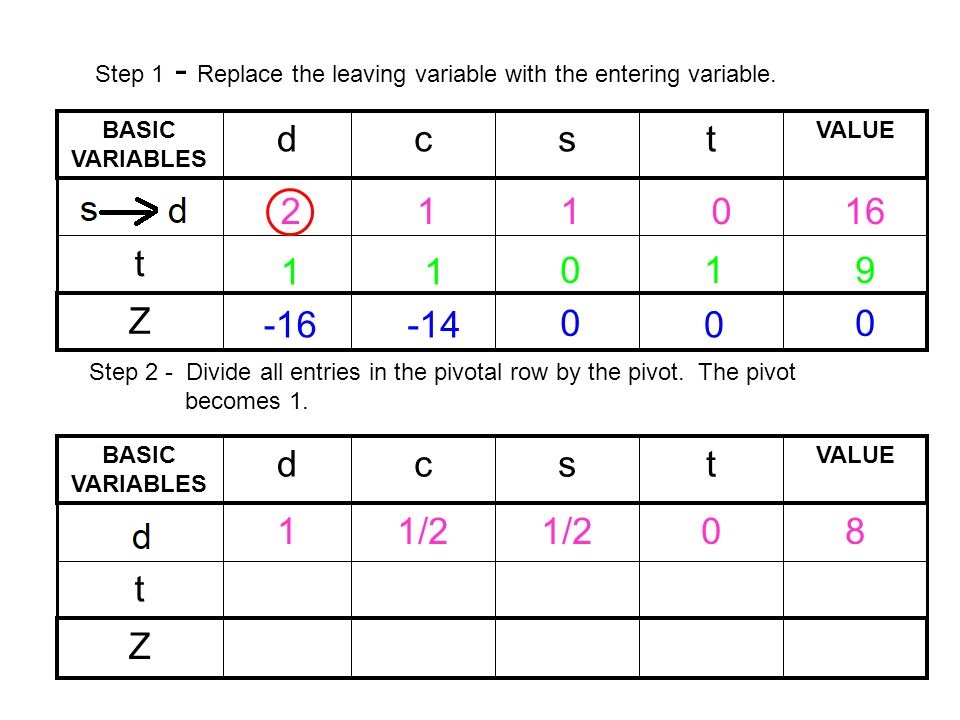 Step 1 - Replace the leaving variable with the entering variable.
BASIC VARIABLES d c s t VALUE
s d 2 1 1 0 16
t 1 1 0 1 9
Z -16 -14 0 0 0
Step 2 - Divide all entries in the pivotal row by the pivot. The pivot
becomes 1.
BASIC VARIABLES d c s t VALUE
d 1 1/2 1/2 0 8
t
Z